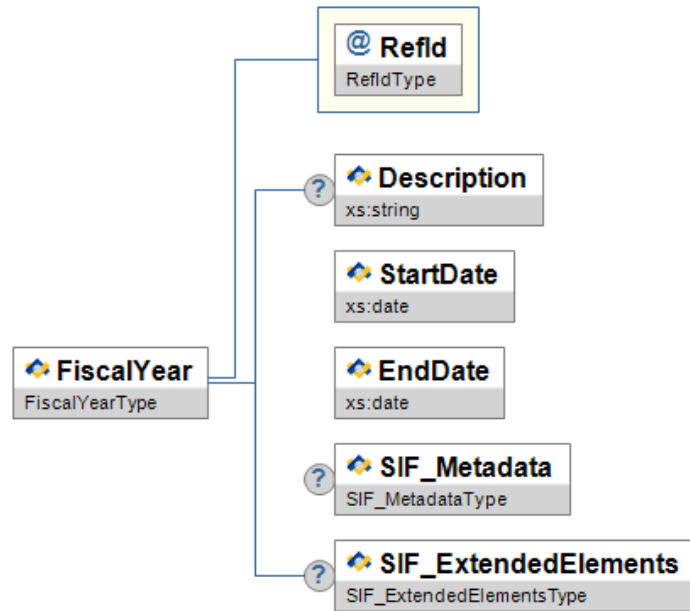 @ RefId
RefIdType
? Description
xs:string
StartDate
xs:date
FiscalYear
FiscalYearType
EndDate
xs:date
? SIF_Metadata
SIF_MetadataType
? SIF_ExtendedElements
SIF_ExtendedElementsType